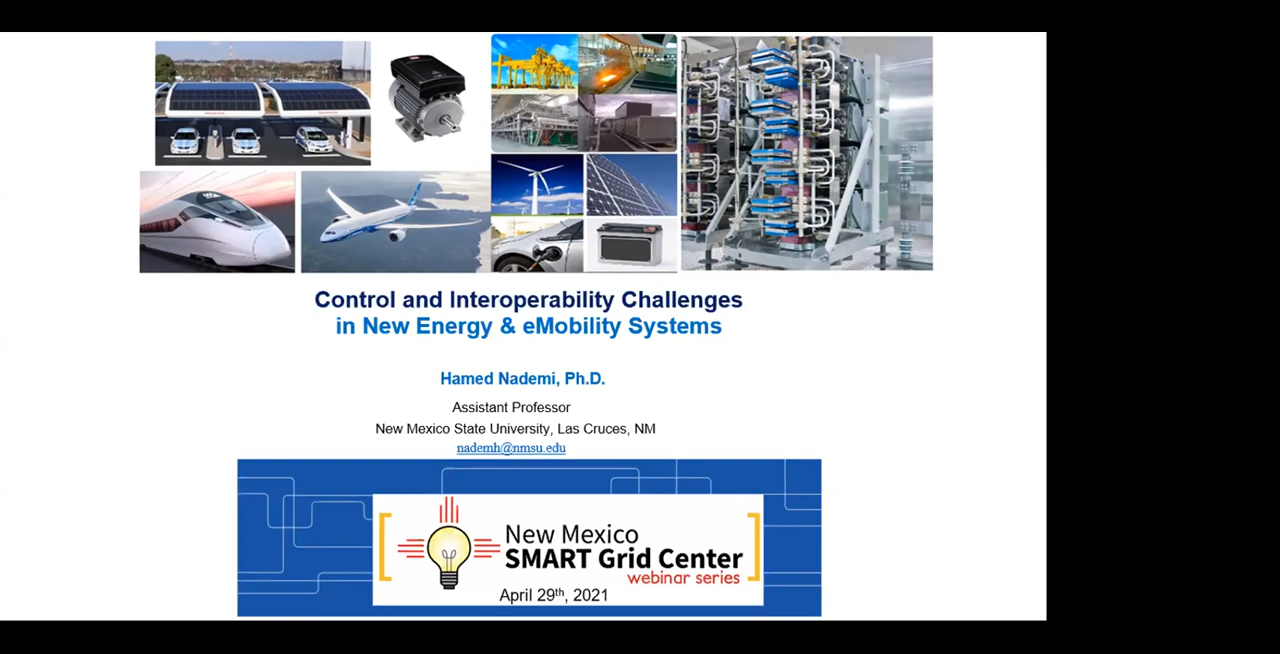 Control and Interoperability Challenges
in New Energy & eMobility Systems
Hamed Nademi, Ph.D.
Assistant Professor
New Mexico State University, Las Cruces, NM
nademh@nmsu.edu
New Mexico
SMART Grid Center
webinar series
April 29th, 2021